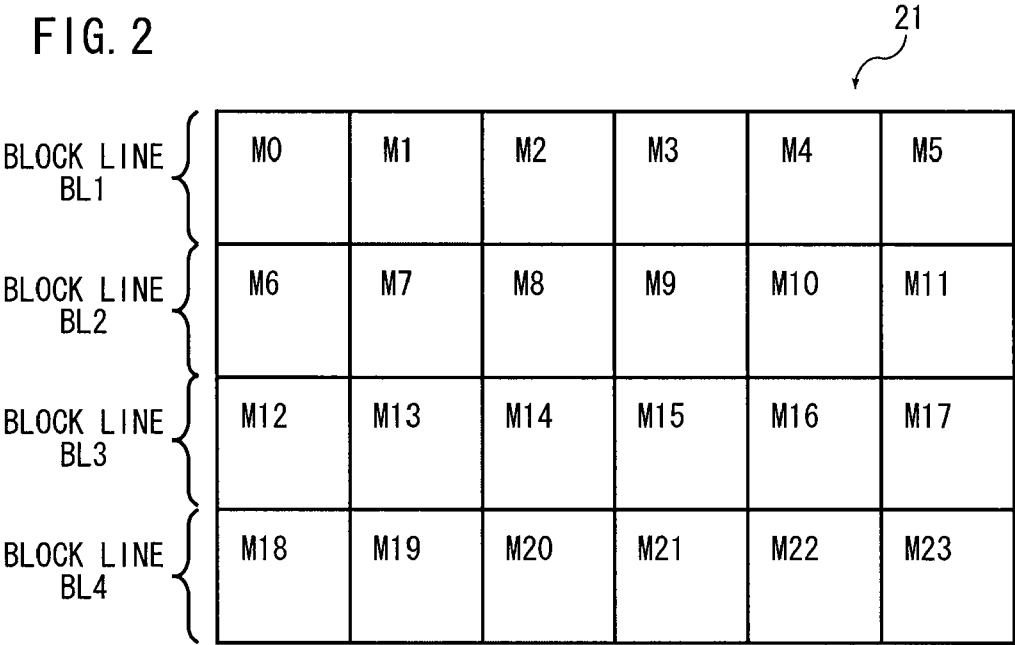 FIG. 2
21
BLOCK LINE
BL1
M0 M1 M2 M3 M4 M5
BLOCK LINE
BL2
M6 M7 M8 M9 M10 M11
BLOCK LINE
BL3
M12 M13 M14 M15 M16 M17
BLOCK LINE
BL4
M18 M19 M20 M21 M22 M23